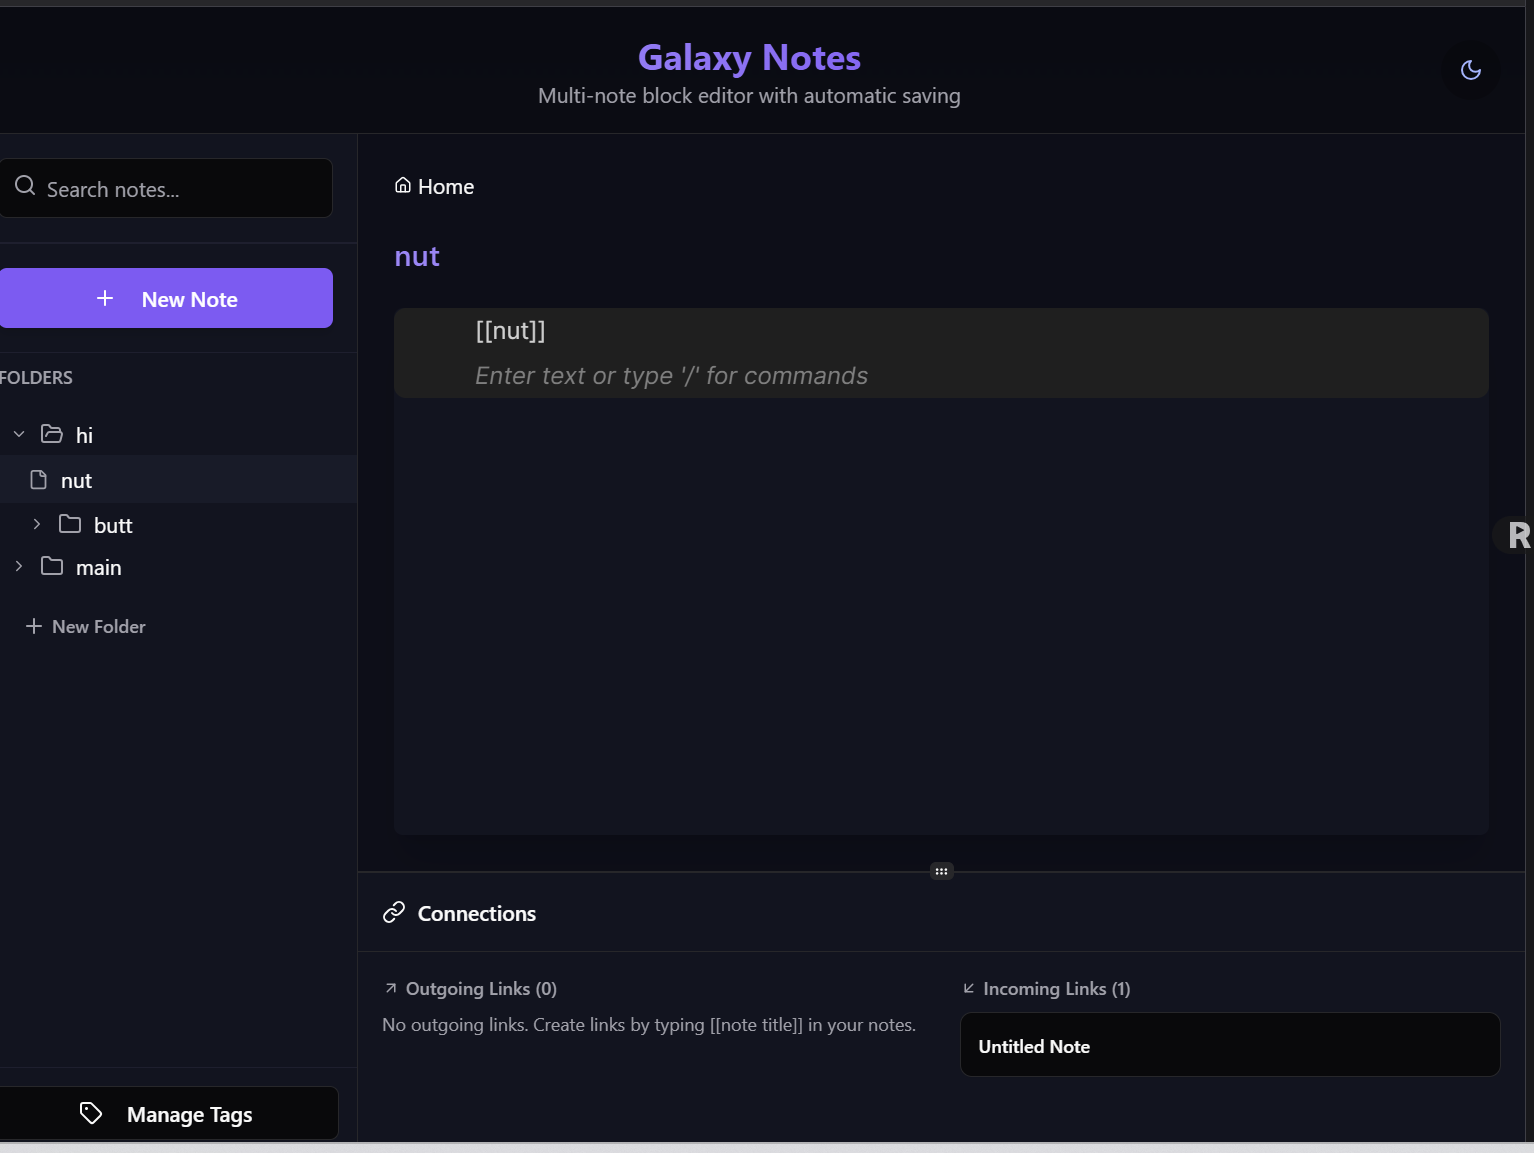 Galaxy Notes
Multi-note block editor with automatic saving
Search notes...
New Note
FOLDERS
hi
nut
butt
main
New Folder
Manage Tags
Home
nut
[[nut]]
Enter text or type '/' for commands
R
Connections
Outgoing Links (0)
No outgoing links. Create links by typing [[note title]] in your notes.
Incoming Links (1)
Untitled Note